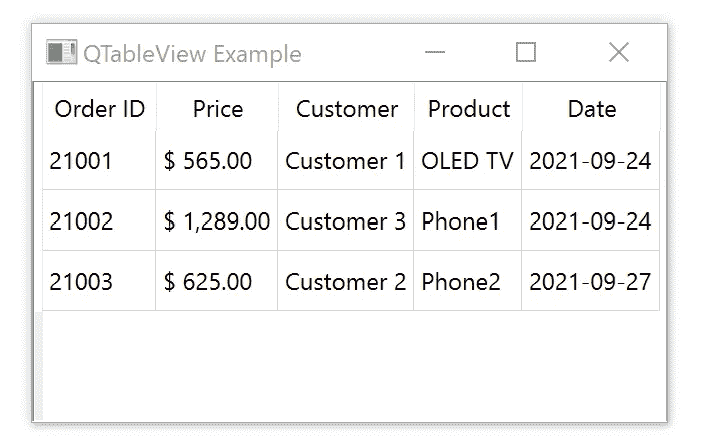 QTableView Example
Order ID Price Customer Product Date
21001 $ 565.00 Customer 1 OLED TV 2021-09-24
21002 $ 1,289.00 Customer 3 Phone1 2021-09-24
21003 $ 625.00 Customer 2 Phone2 2021-09-27